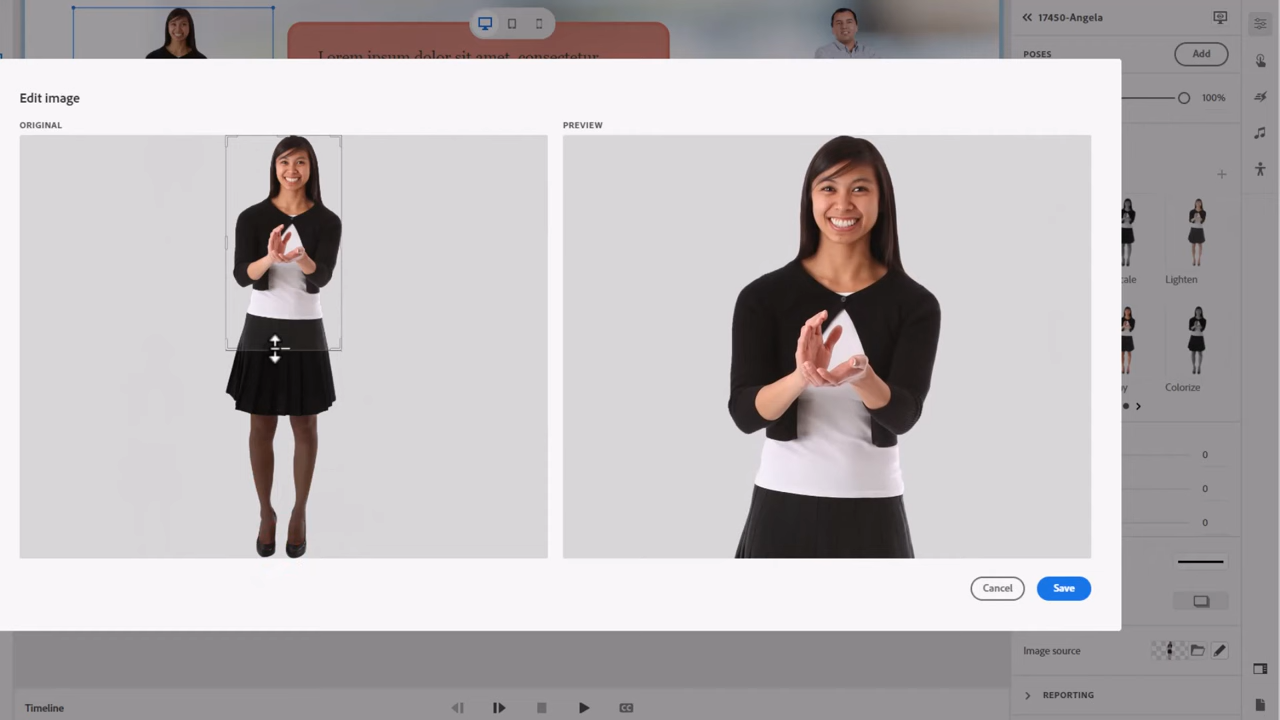 17450-Angela
Lorem ipsum dolor sit amet, consectetur
POSES
Add
100%
Edit image
ORIGINAL
PREVIEW
Lighten
Colorize
0
0
0
Cancel
Save
Image source
REPORTING
Timeline
CC